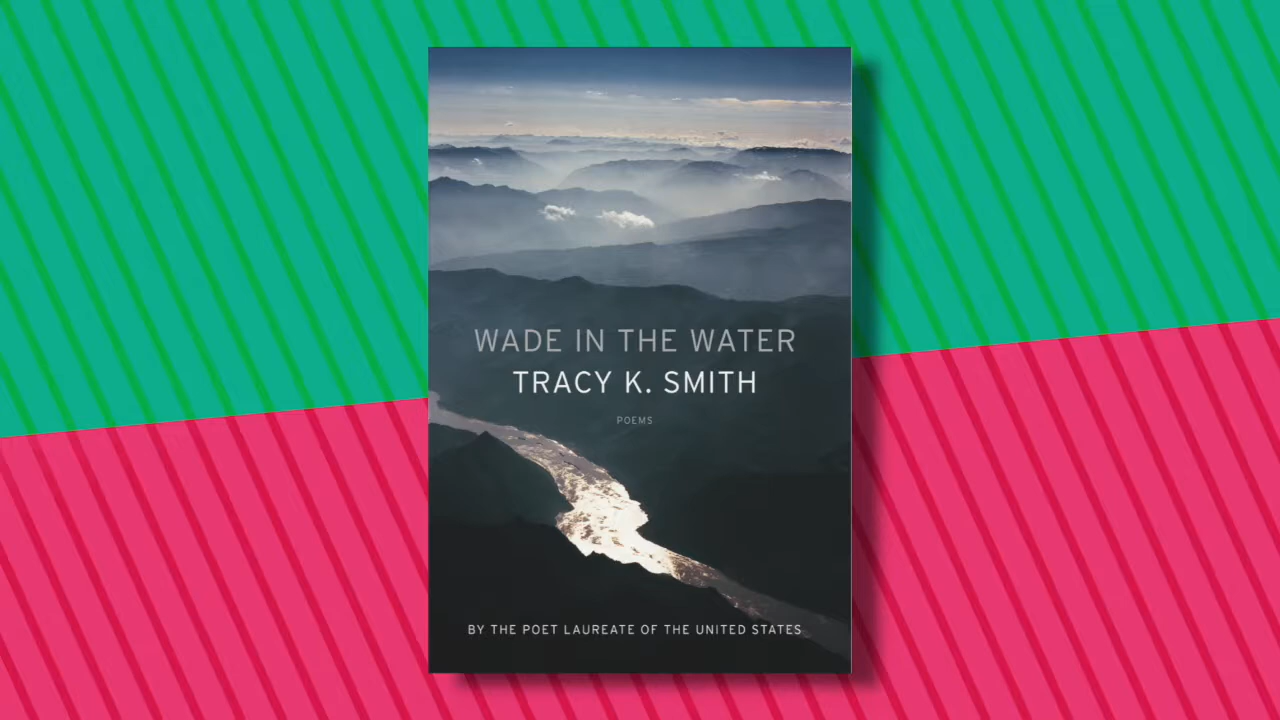 WADE IN THE WATER
TRACY K. SMITH
POEMS
BY THE POET LAUREATE OF THE UNITED STATES